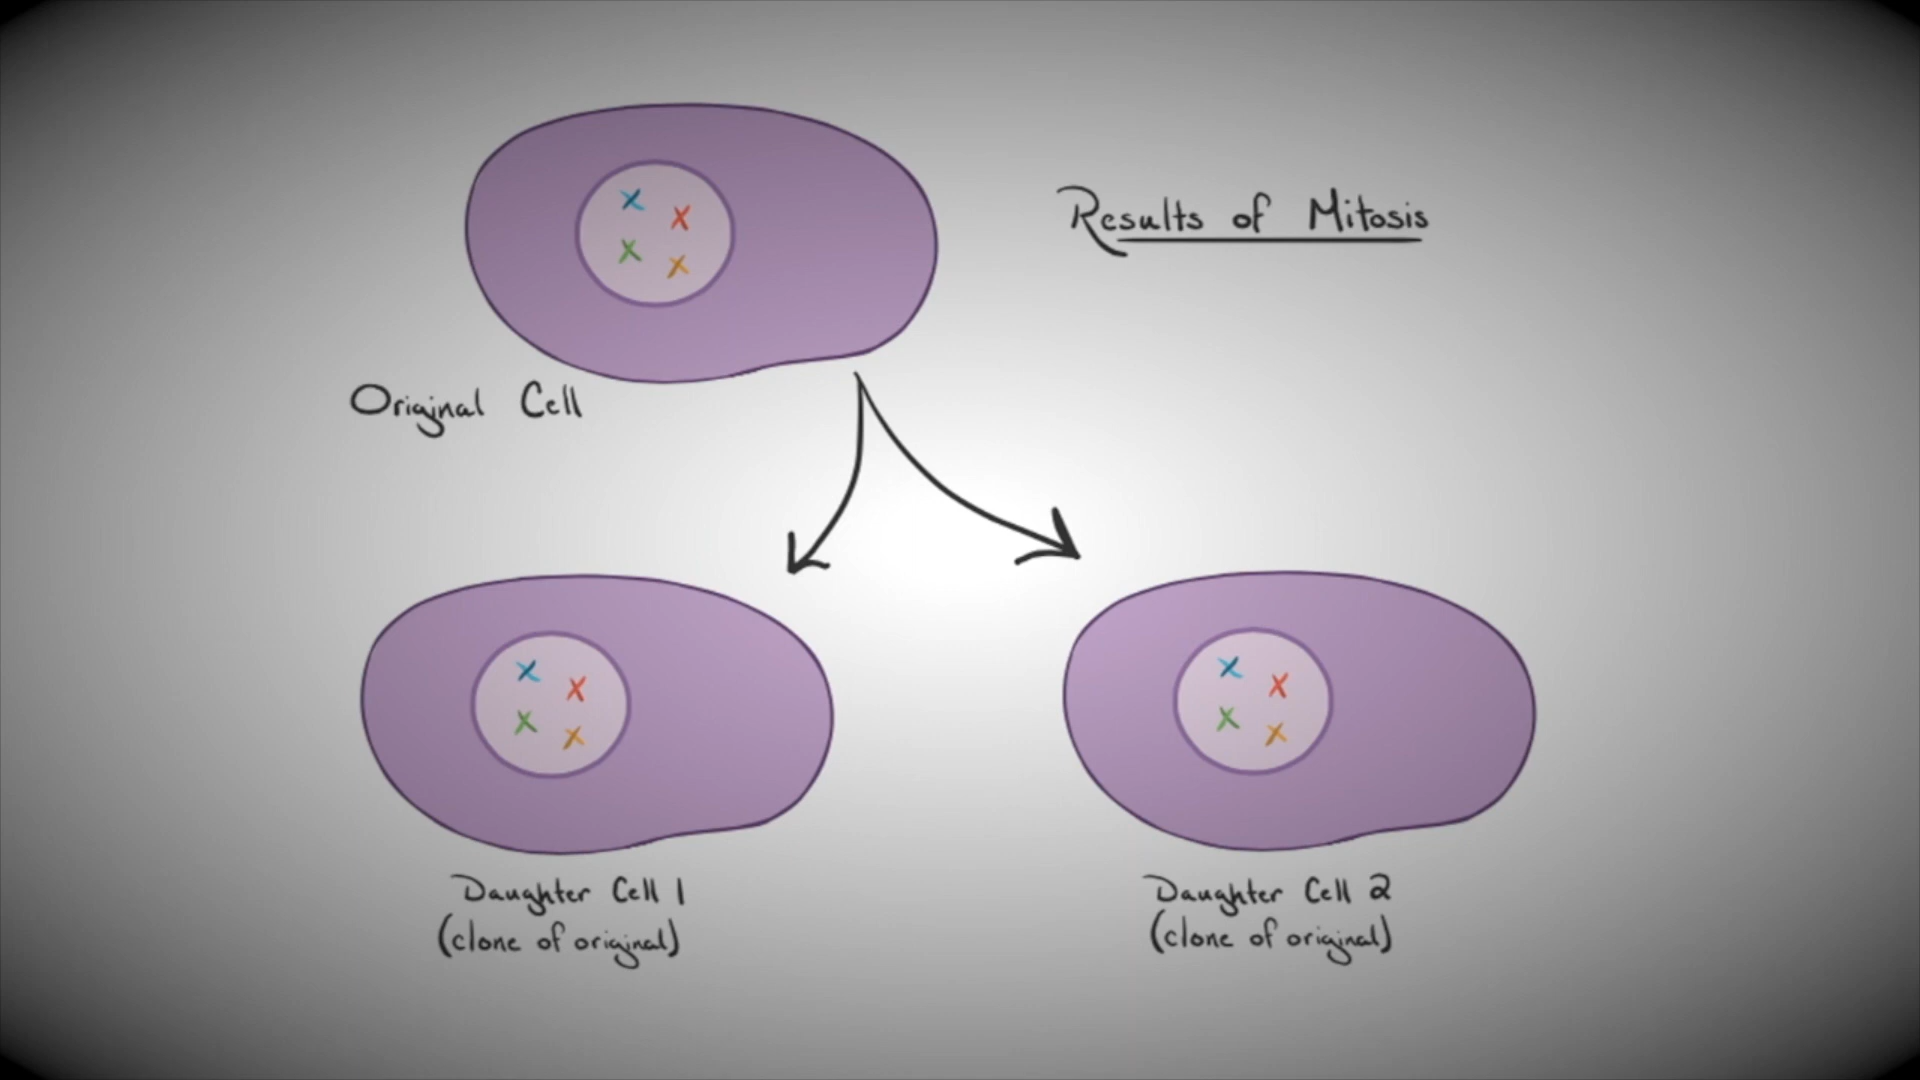 Results of Mitosis
Original Cell
Daughter Cell 1
(clone of original)
Daughter Cell 2
(clone of original)